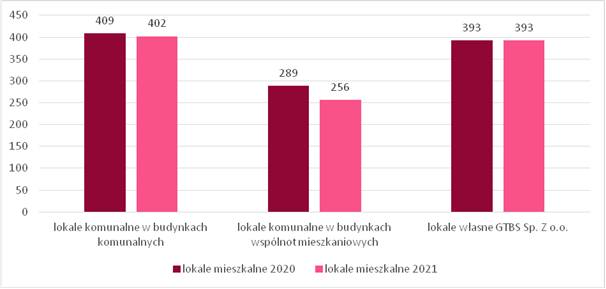 450
400
350
300
250
200
150
100
50
0
409
402
289
256
393
393
lokale komunalne w budynkach
komunalnych
lokale komunalne w budynkach
wspólnot mieszkaniowych
lokale własne GTBS Sp. Z o.o.
lokale mieszkalne 2020
lokale mieszkalne 2021